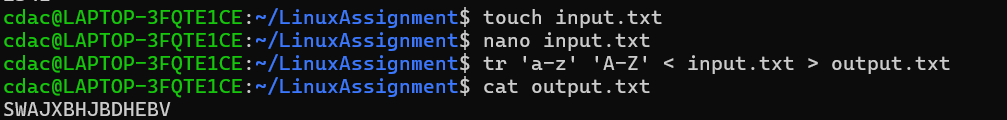 cdac@LAPTOP-3FQTE1CE:~/LinuxAssignment$ touch input.txt
cdac@LAPTOP-3FQTE1CE:~/LinuxAssignment$ nano input.txt
cdac@LAPTOP-3FQTE1CE:~/LinuxAssignment$ tr 'a-z' 'A-Z' < input.txt > output.txt
cdac@LAPTOP-3FQTE1CE:~/LinuxAssignment$ cat output.txt
SWAJXBHJBDHEBV